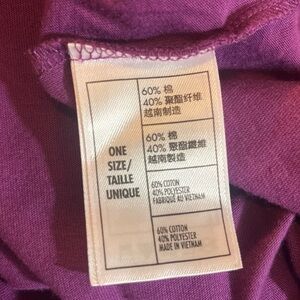 60% 棉
40% 聚酯纤维
越南制造
60% 棉
40% 聚酯纖維
越南製造
ONE
SIZE/
TAILLE
UNIQUE
60% COTON
40% POLYESTER
FABRIQUÉ AU VIETNAM
60% COTTON
40% POLYESTER
MADE IN VIETNAM